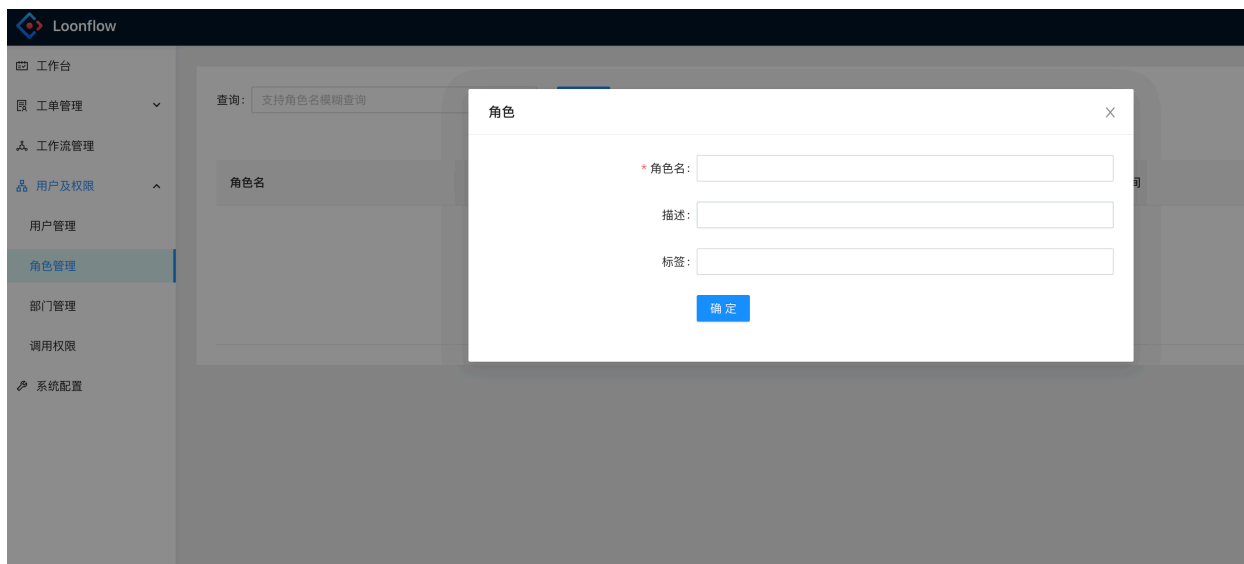 Loonflow
工作台
工单管理
工作流管理
用户及权限
用户管理
角色管理
部门管理
调用权限
系统配置
查询: 支持角色名模糊查询
角色名
角色
* 角色名:
描述:
标签:
确 定